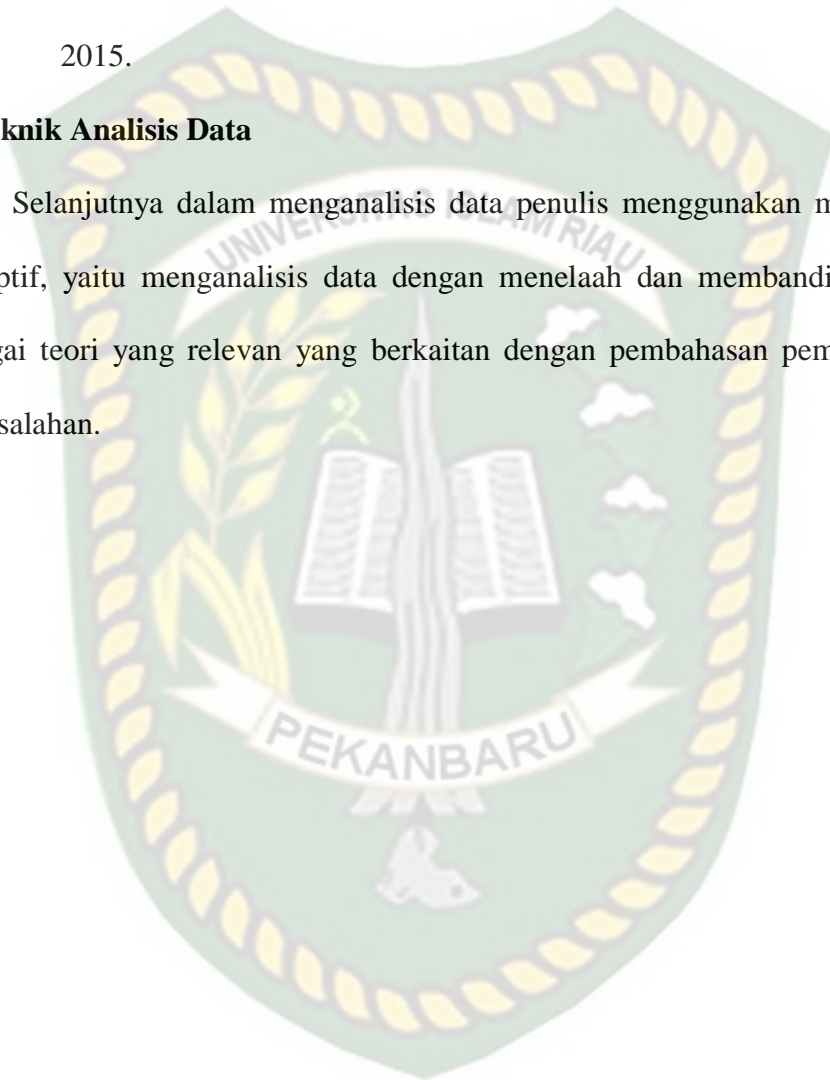 2015.
knik Analisis Data
Selanjutnya dalam menganalisis data penulis menggunakan m
ptif, yaitu menganalisis data dengan menelaah dan membandi
gai teori yang relevan yang berkaitan dengan pembahasan pem
salahan.
UNIVERSITAS ISLAM RIAU
PEKANBARU